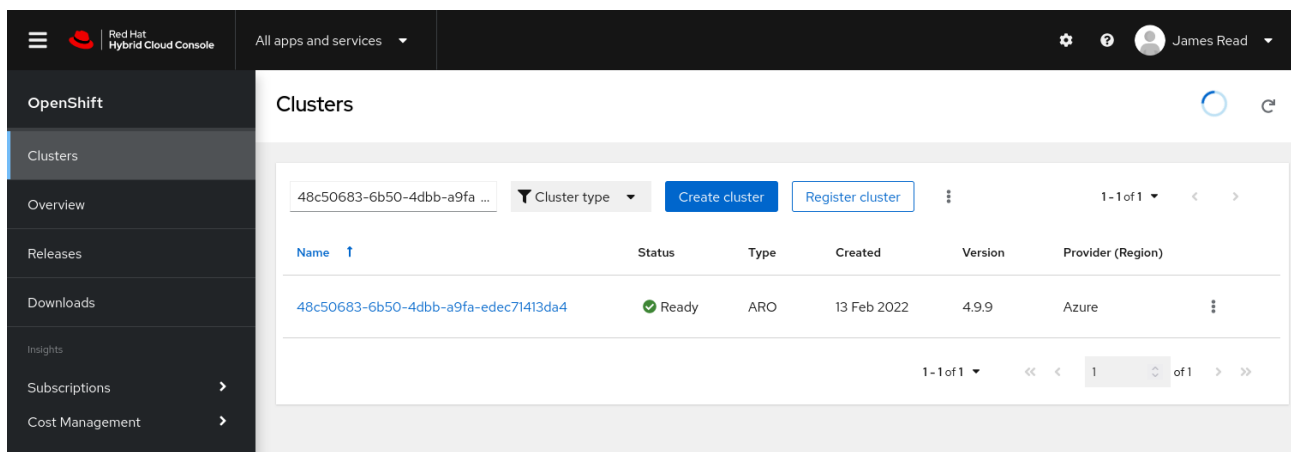 Red Hat
Hybrid Cloud Console
All apps and services
James Read
OpenShift
Clusters
Overview
Releases
Downloads
Insights
Subscriptions
Cost Management
Clusters
48c50683-6b50-4dbb-a9fa ...
Cluster type
Create cluster
Register cluster
1 - 1 of 1
Name Status Type Created Version Provider (Region)
48c50683-6b50-4dbb-a9fa-edec71413da4 Ready ARO 13 Feb 2022 4.9.9 Azure
1 - 1 of 1
1 of 1